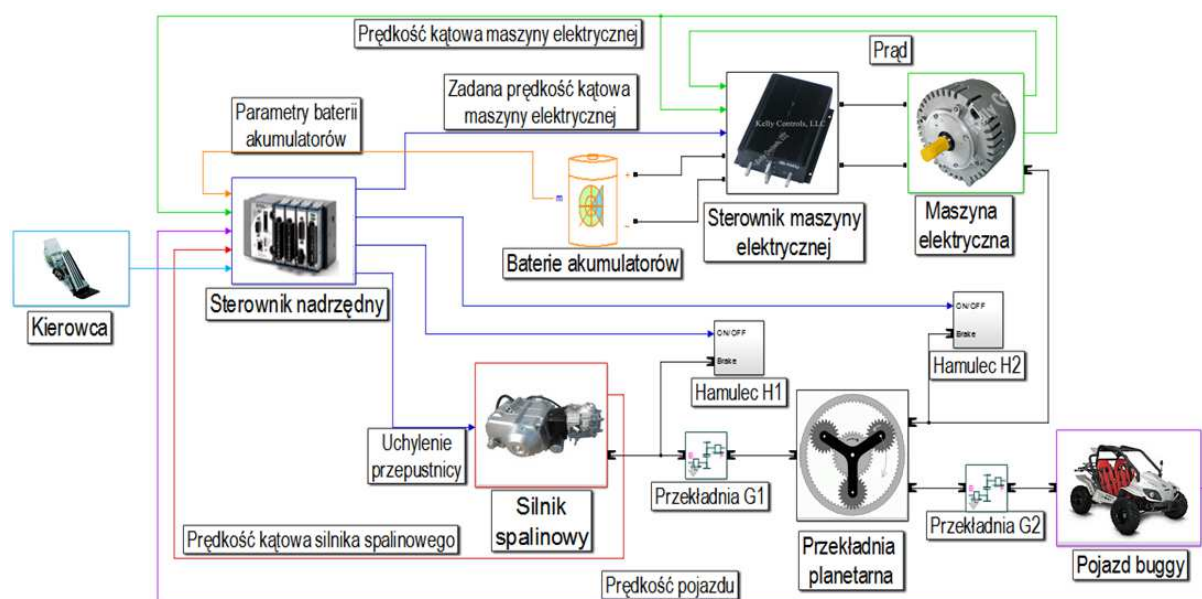 Prędkość kątowa maszyny elektrycznej
Prąd
Parametry baterii
akumulatorów
Zadana prędkość kątowa
maszyny elektrycznej
Kelly Controls, LLC
m
+
-
Sterownik maszyny
elektrycznej
Maszyna
elektryczna
Baterie akumulatorów
Sterownik nadrzędny
Kierowca
ON/OFF
Brake
Hamulec H2
ON/OFF
Brake
Hamulec H1
Uchylenie
przepustnicy
Silnik
spalinowy
Przekładnia G1
Przekładnia
planetarna
Przekładnia G2
Pojazd buggy
Prędkość kątowa silnika spalinowego
Prędkość pojazdu